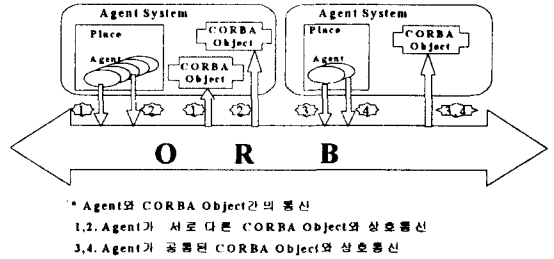 Agent System
Agent System
Place
CORBA
Object
Place
CORBA
Object
Agent
CORBA
Object
Agent
1 2 1 2 3 4 3,4
O R B
* Agent와 CORBA Object간의 통신
1,2. Agent가 서로 다른 CORBA Object와 상호통신
3,4. Agent가 공통된 CORBA Object와 상호통신